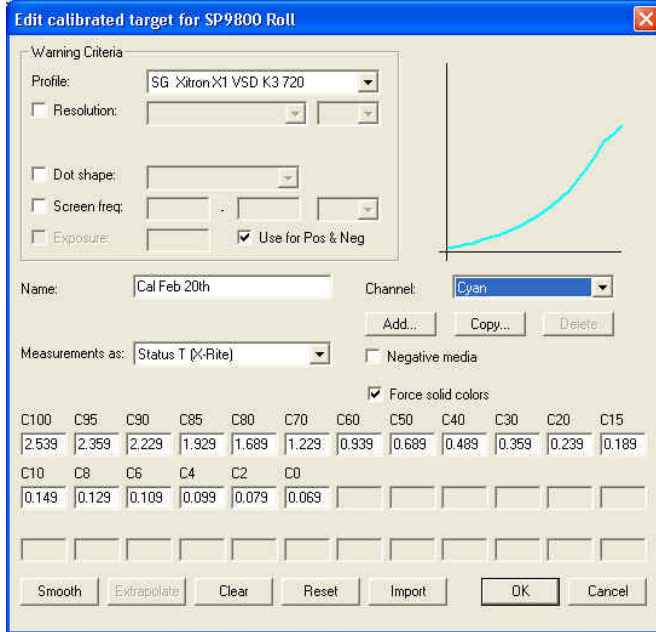 Edit calibrated target for SP9800 Roll
Warning Criteria
Profile: SG Xitron X1 VSD K3 720
Resolution:
Dot shape:
Screen freq: -
Exposure: Use for Pos & Neg
Name: Cal Feb 20th Channel: Cyan
Add... Copy... Delete
Measurements as: Status T (X-Rite) Negative media
Force solid colors
C100 C95 C90 C85 C80 C70 C60 C50 C40 C30 C20 C15
2.539 2.359 2.229 1.929 1.689 1.229 0.939 0.689 0.489 0.359 0.239 0.189
C10 C8 C6 C4 C2 C0
0.149 0.129 0.109 0.099 0.079 0.069
Smooth Extrapolate Clear Reset Import OK Cancel